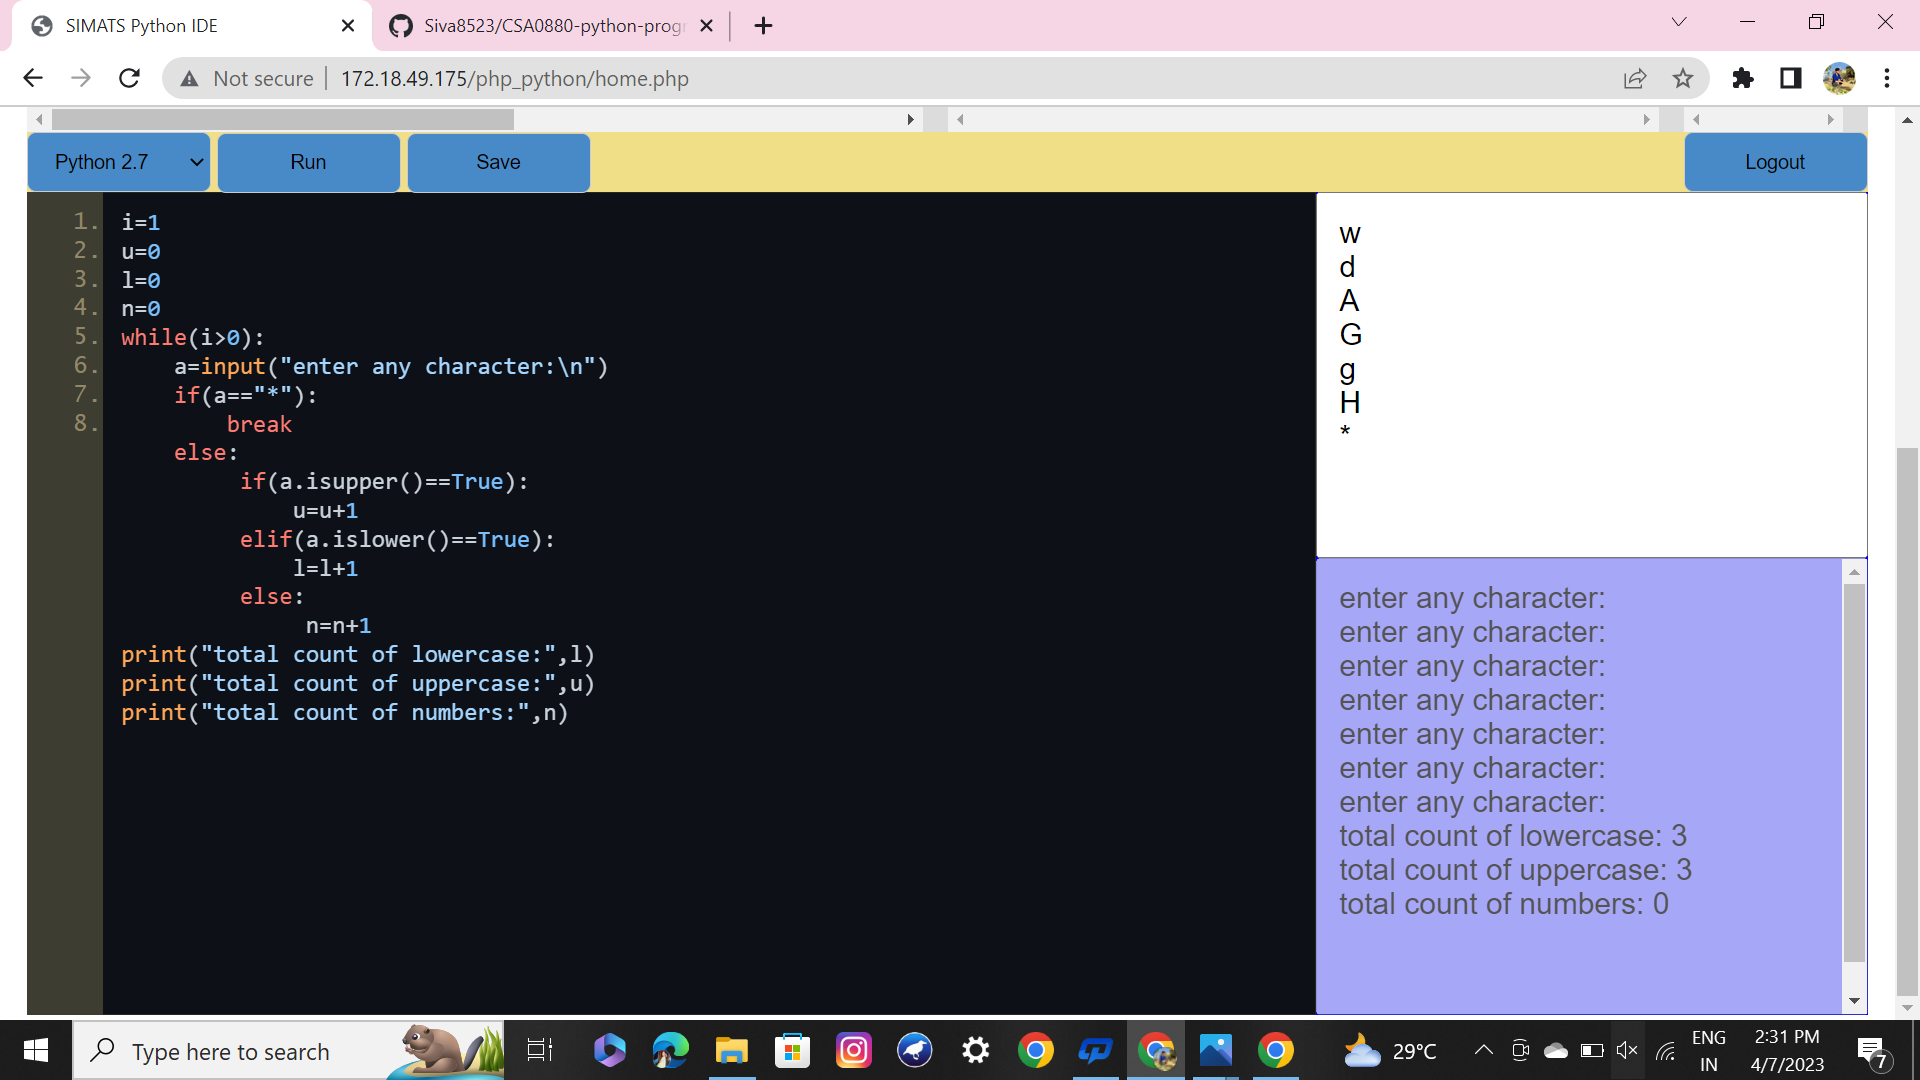 SIMATS Python IDE
Siva8523/CSA0880-python-progr
Not secure
172.18.49.175/php_python/home.php
Python 2.7
Run
Save
Logout
1. i=1
2. u=0
3. l=0
4. n=0
5. while(i>0):
6.     a=input("enter any character:\n")
7.     if(a=="*"):
8.         break
    else:
         if(a.isupper()==True):
             u=u+1
         elif(a.islower()==True):
             l=l+1
         else:
              n=n+1
print("total count of lowercase:",l)
print("total count of uppercase:",u)
print("total count of numbers:",n)
w
d
A
G
g
H
*
enter any character:
enter any character:
enter any character:
enter any character:
enter any character:
enter any character:
enter any character:
total count of lowercase: 3
total count of uppercase: 3
total count of numbers: 0
Type here to search
29°C
ENG
IN
2:31 PM
4/7/2023
7